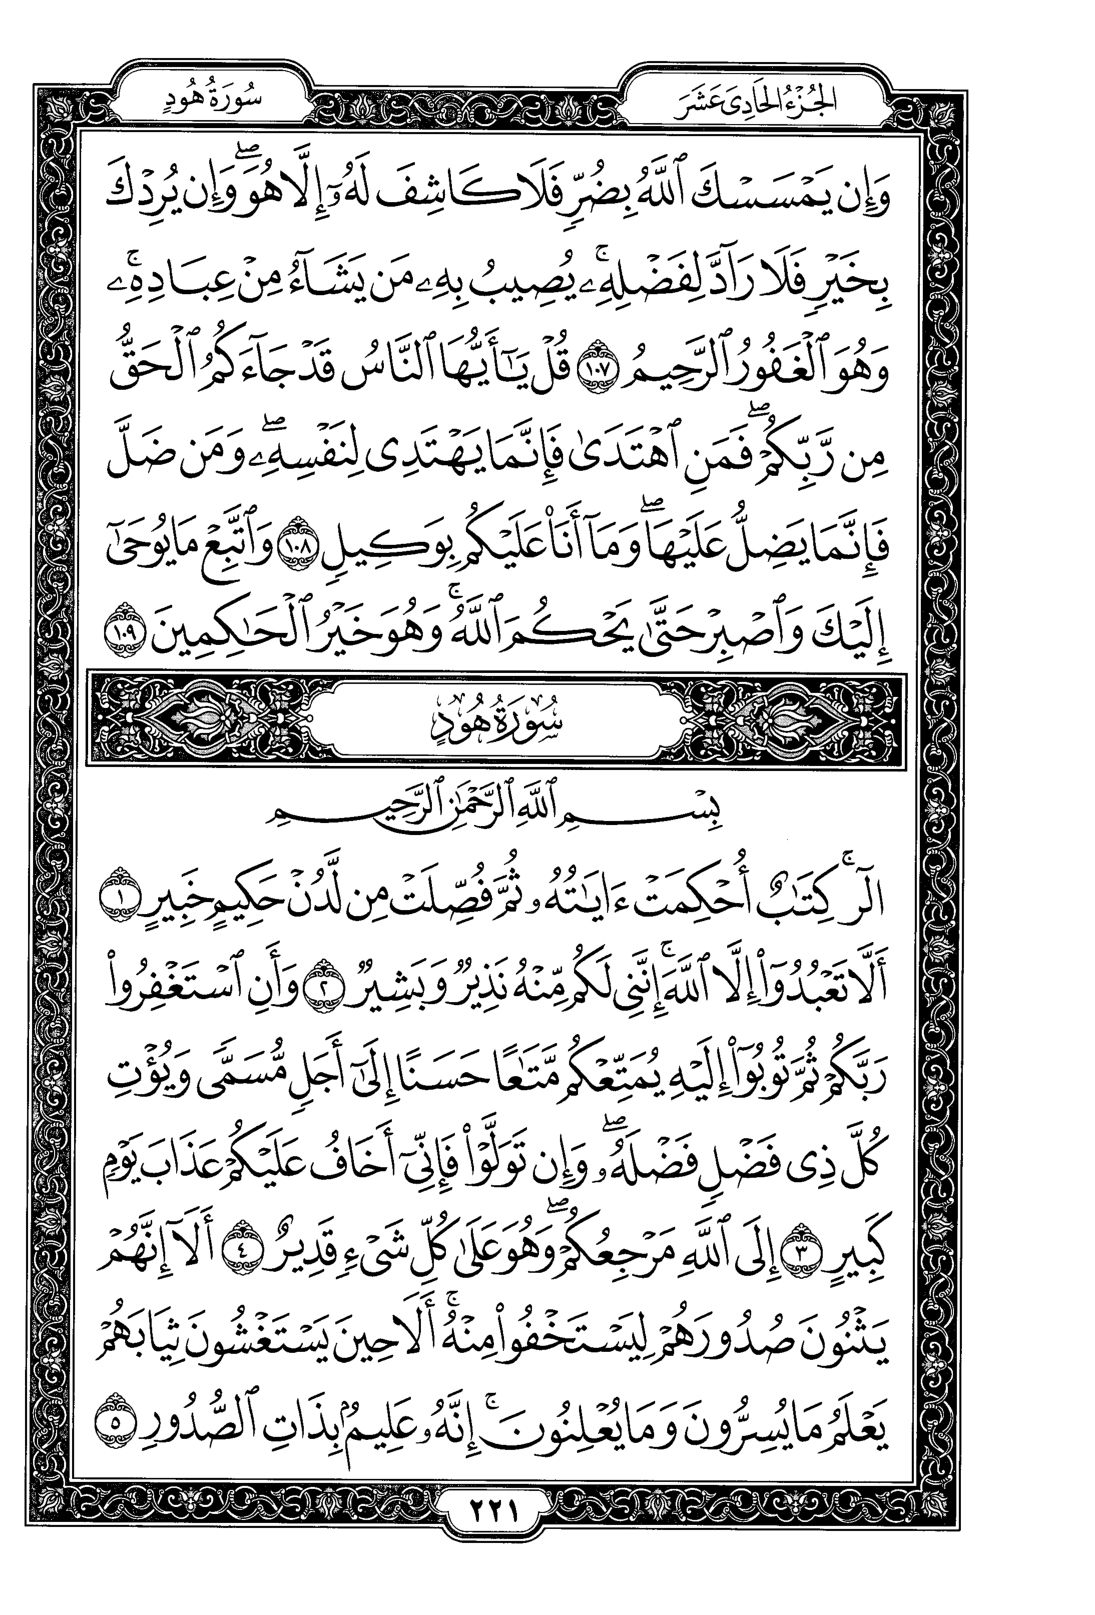 الجُزْءُ الحَادِىَ عَشَرَ
سُورَةُ هُودٍ
وَإِن يَمْسَسْكَ ٱللَّهُ بِضُرٍّ فَلَا كَاشِفَ لَهُۥٓ إِلَّا هُوَ ۖ وَإِن يُرِدْكَ
بِخَيْرٍ فَلَا رَآدَّ لِفَضْلِهِۦ ۚ يُصِيبُ بِهِۦ مَن يَشَآءُ مِنْ عِبَادِهِۦ ۚ
وَهُوَ ٱلْغَفُورُ ٱلرَّحِيمُ ١٠٧ قُلْ يَٰٓأَيُّهَا ٱلنَّاسُ قَدْ جَآءَكُمُ ٱلْحَقُّ
مِن رَّبِّكُمْ ۖ فَمَنِ ٱهْتَدَىٰ فَإِنَّمَا يَهْتَدِى لِنَفْسِهِۦ ۖ وَمَن ضَلَّ
فَإِنَّمَا يَضِلُّ عَلَيْهَا ۖ وَمَآ أَنَا۠ عَلَيْكُم بِوَكِيلٍ ١٠٨ وَٱتَّبِعْ مَا يُوحَىٰٓ
إِلَيْكَ وَٱصْبِرْ حَتَّىٰ يَحْكُمَ ٱللَّهُ ۚ وَهُوَ خَيْرُ ٱلْحَٰكِمِينَ ١٠٩
سُورَةُ هُودٍ
بِسْمِ ٱللَّهِ ٱلرَّحْمَٰنِ ٱلرَّحِيمِ
الٓر ۚ كِتَٰبٌ أُحْكِمَتْ ءَايَٰتُهُۥ ثُمَّ فُصِّلَتْ مِن لَّدُنْ حَكِيمٍ خَبِيرٍ ١
أَلَّا تَعْبُدُوٓا۟ إِلَّا ٱللَّهَ ۚ إِنَّنِى لَكُم مِّنْهُ نَذِيرٌ وَبَشِيرٌ ٢ وَأَنِ ٱسْتَغْفِرُوا۟
رَبَّكُمْ ثُمَّ تُوبُوٓا۟ إِلَيْهِ يُمَتِّعْكُم مَّتَٰعًا حَسَنًا إِلَىٰٓ أَجَلٍ مُّسَمًّى وَيُؤْتِ
كُلَّ ذِى فَضْلٍ فَضْلَهُۥ ۖ وَإِن تَوَلَّوْا۟ فَإِنِّىٓ أَخَافُ عَلَيْكُمْ عَذَابَ يَوْمٍ
كَبِيرٍ ٣ إِلَى ٱللَّهِ مَرْجِعُكُمْ ۖ وَهُوَ عَلَىٰ كُلِّ شَىْءٍ قَدِيرٌ ٤ أَلَآ إِنَّهُمْ
يَثْنُونَ صُدُورَهُمْ لِيَسْتَخْفُوا۟ مِنْهُ ۚ أَلَا حِينَ يَسْتَغْشُونَ ثِيَابَهُمْ
يَعْلَمُ مَا يُسِرُّونَ وَمَا يُعْلِنُونَ ۚ إِنَّهُۥ عَلِيمٌۢ بِذَاتِ ٱلصُّدُورِ ٥
٢٢١